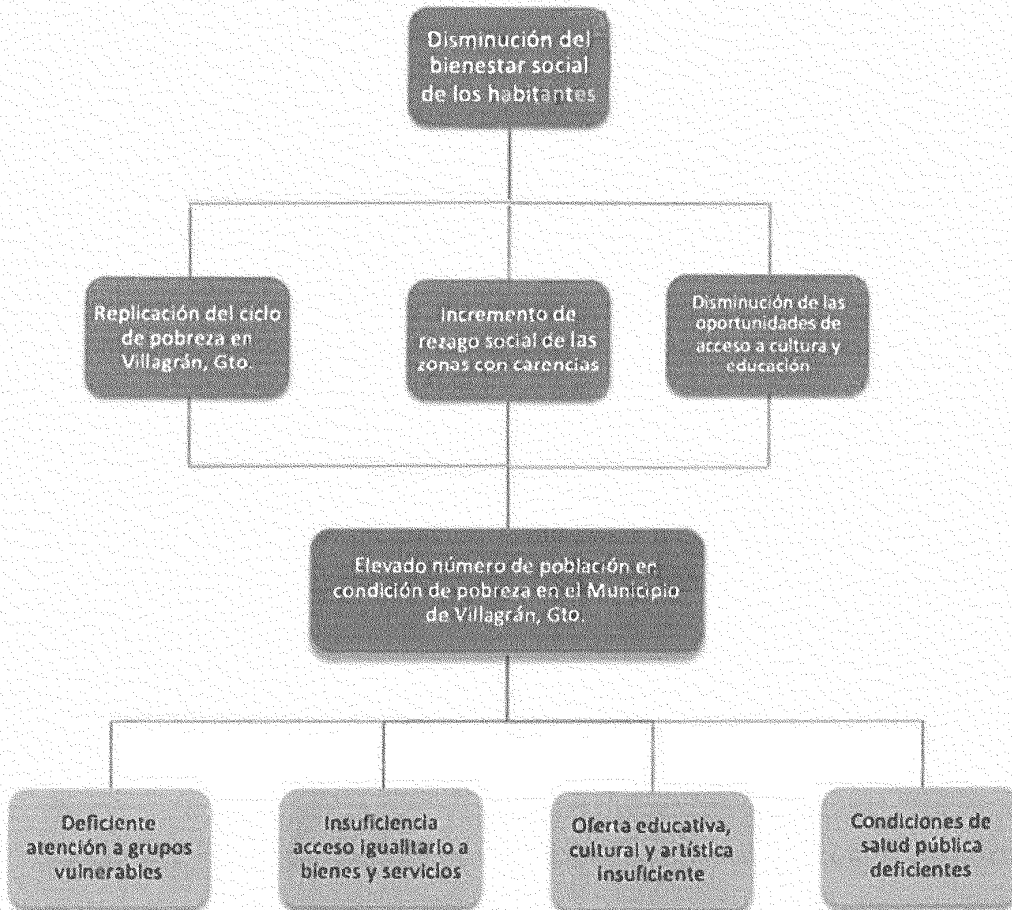 Disminución del
bienestar social
de los habitantes
Replicación del ciclo
de pobreza en
Villagrán, Gto.
Incremento de
rezago social de las
zonas con carencias
Disminución de las
oportunidades de
acceso a cultura y
educación
Elevado número de población en
condición de pobreza en el Municipio
de Villagrán, Gto.
Deficiente
atención a grupos
vulnerables
Insuficiencia
acceso igualitario a
bienes y servicios
Oferta educativa,
cultural y artística
insuficiente
Condiciones de
salud pública
deficientes